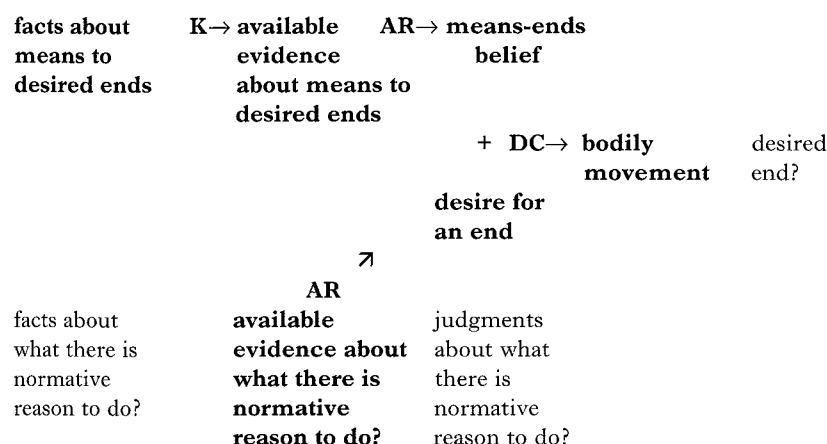 facts about K→ available AR→ means-ends
means to evidence belief
desired ends about means to
desired ends
+ DC→ bodily desired
movement end?
desire for
an end
↗
AR
facts about available judgments
what there is evidence about about what
normative what there is there is
reason to do? normative normative
reason to do? reason to do?